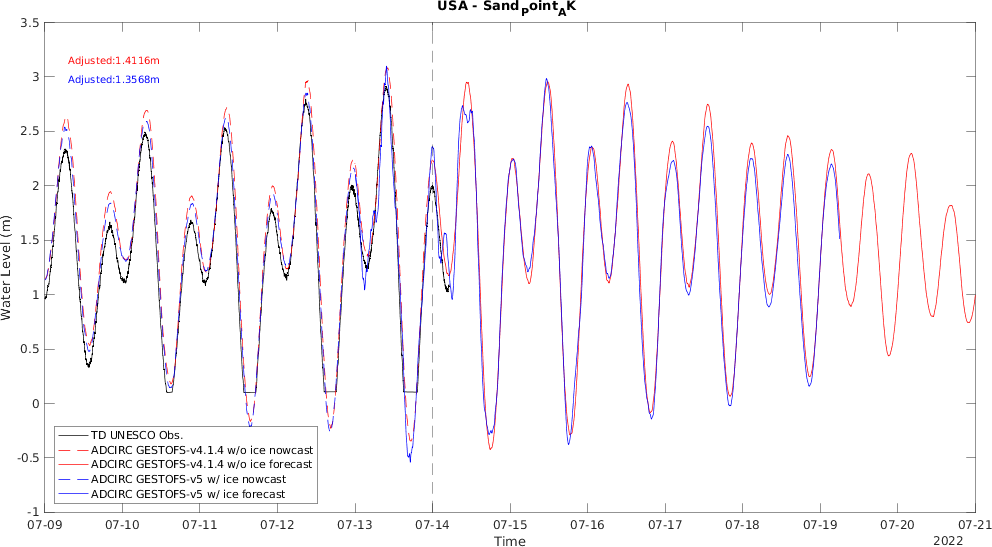 USA - SandPointAK
3.5
3
2.5
2
1.5
1
0.5
0
-0.5
-1
Water Level (m)
Adjusted:1.4116m
Adjusted:1.3568m
TD UNESCO Obs.
ADCIRC GESTOFS-v4.1.4 w/o ice nowcast
ADCIRC GESTOFS-v4.1.4 w/o ice forecast
ADCIRC GESTOFS-v5 w/ ice nowcast
ADCIRC GESTOFS-v5 w/ ice forecast
07-09 07-10 07-11 07-12 07-13 07-14 07-15 07-16 07-17 07-18 07-19 07-20 07-21
Time
2022